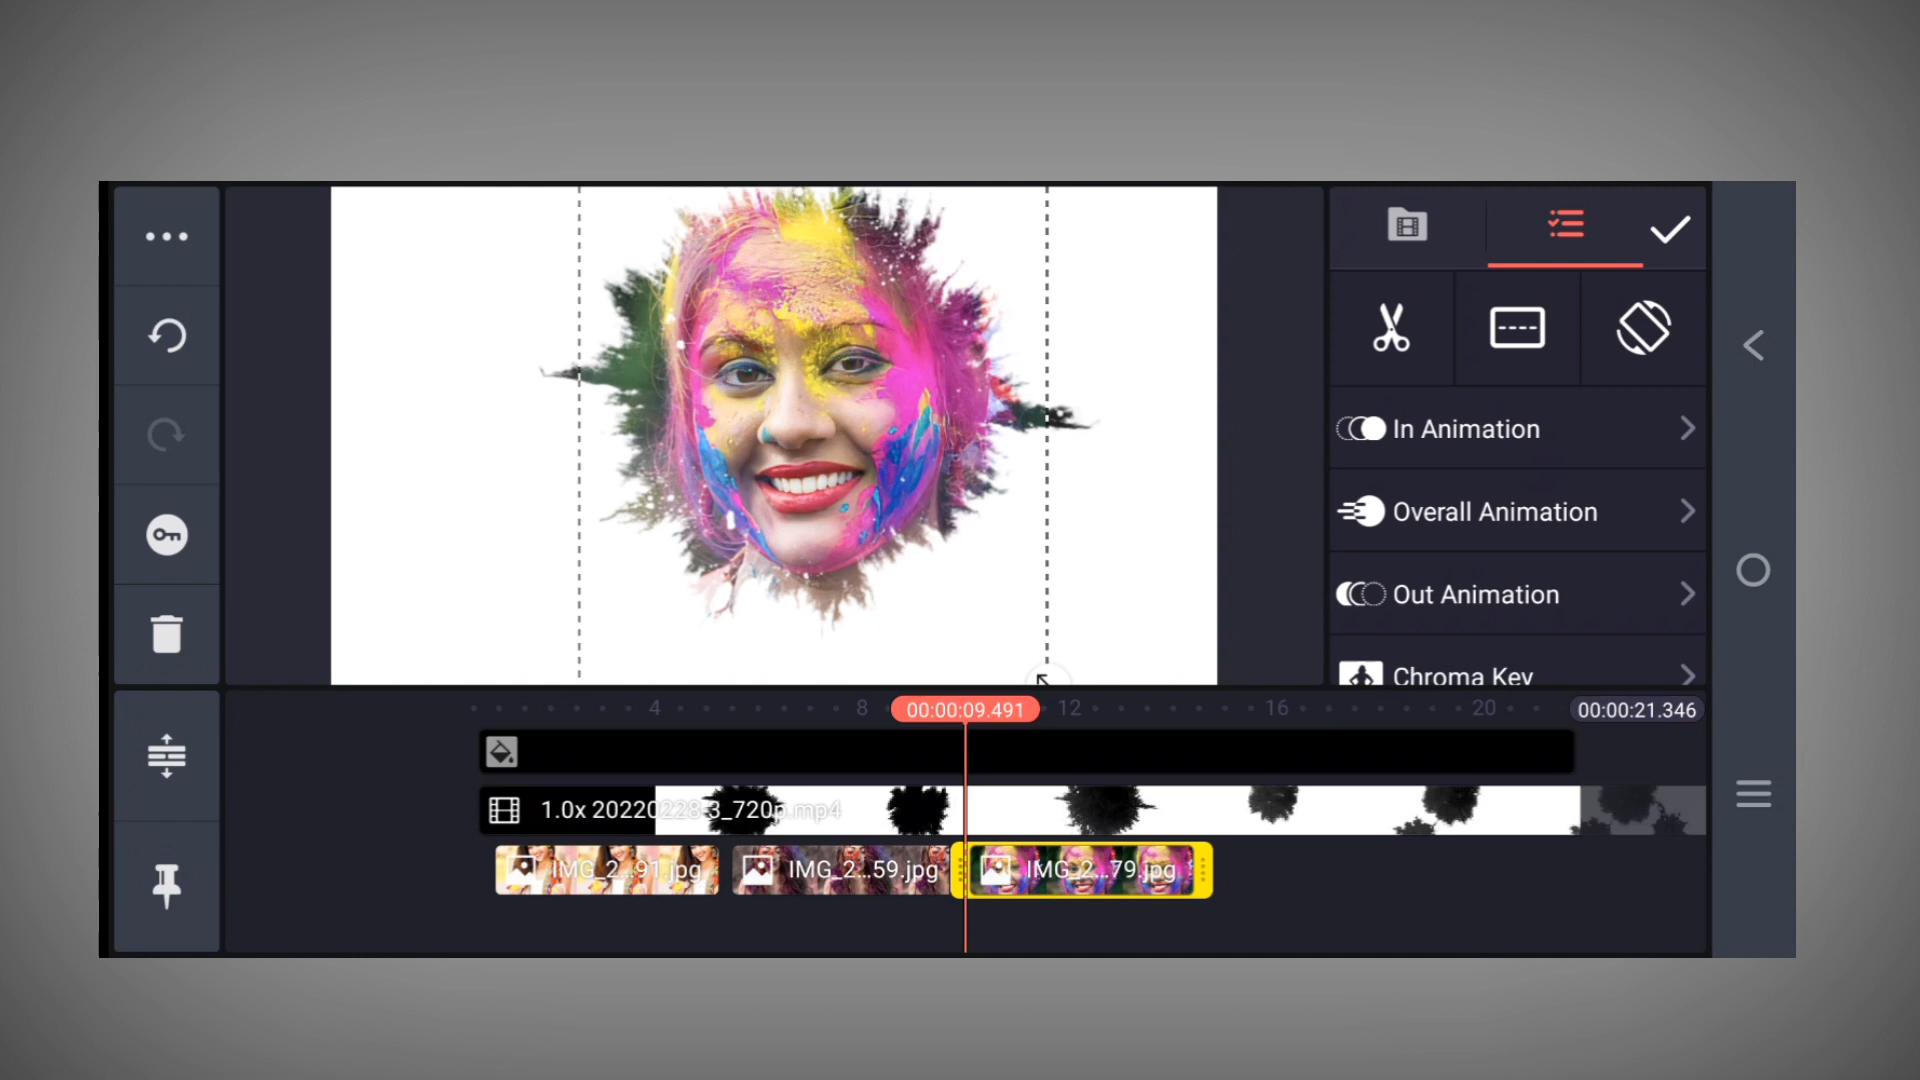 In Animation
Overall Animation
Out Animation
Chroma Key
4
8
00:00:09.491
12
16
20
00:00:21.346
1.0x 20220228-3_720p.mp4
IMG_2...91.jpg
IMG_2...59.jpg
IMG_2...79.jpg